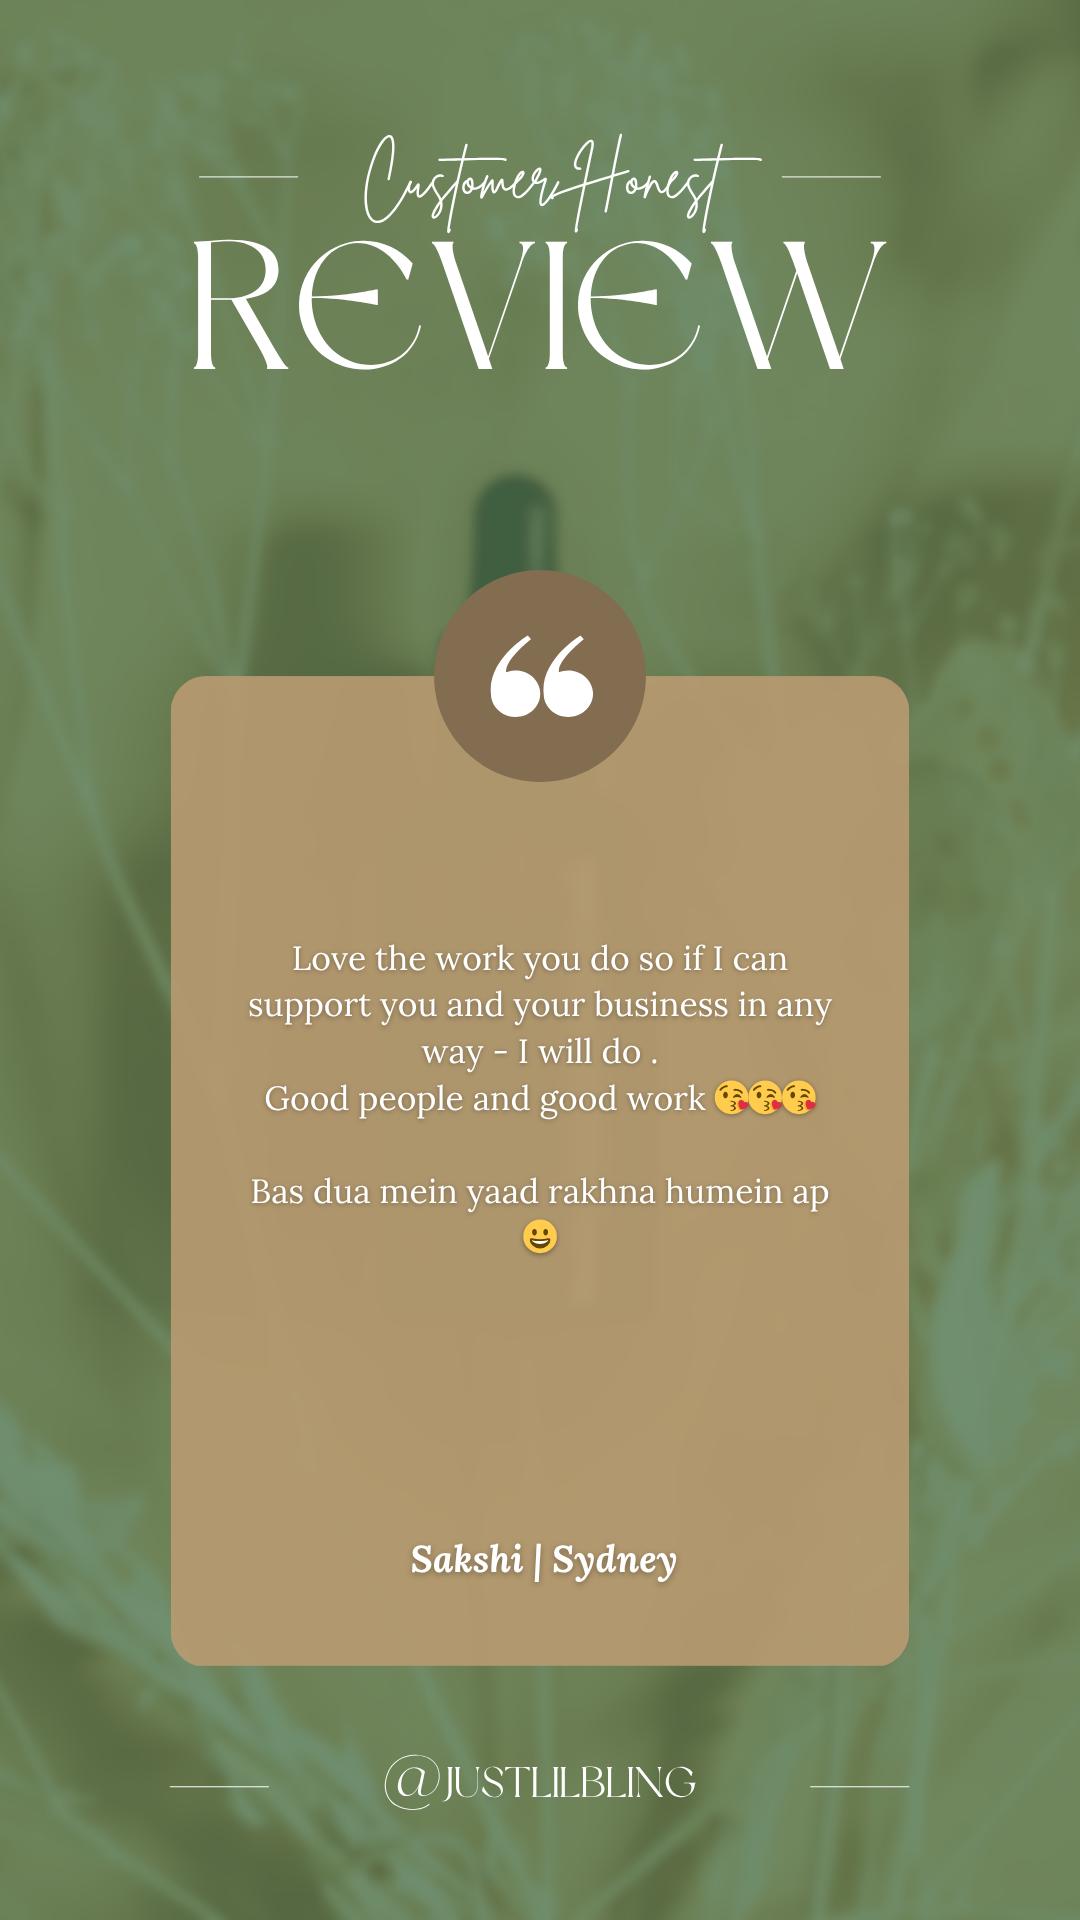 Customer Honest
REVIEW
“
Love the work you do so if I can
support you and your business in any
way - I will do .
Good people and good work 😘😘😘
Bas dua mein yaad rakhna humein ap
😀
Sakshi | Sydney
@JUSTLILBLING